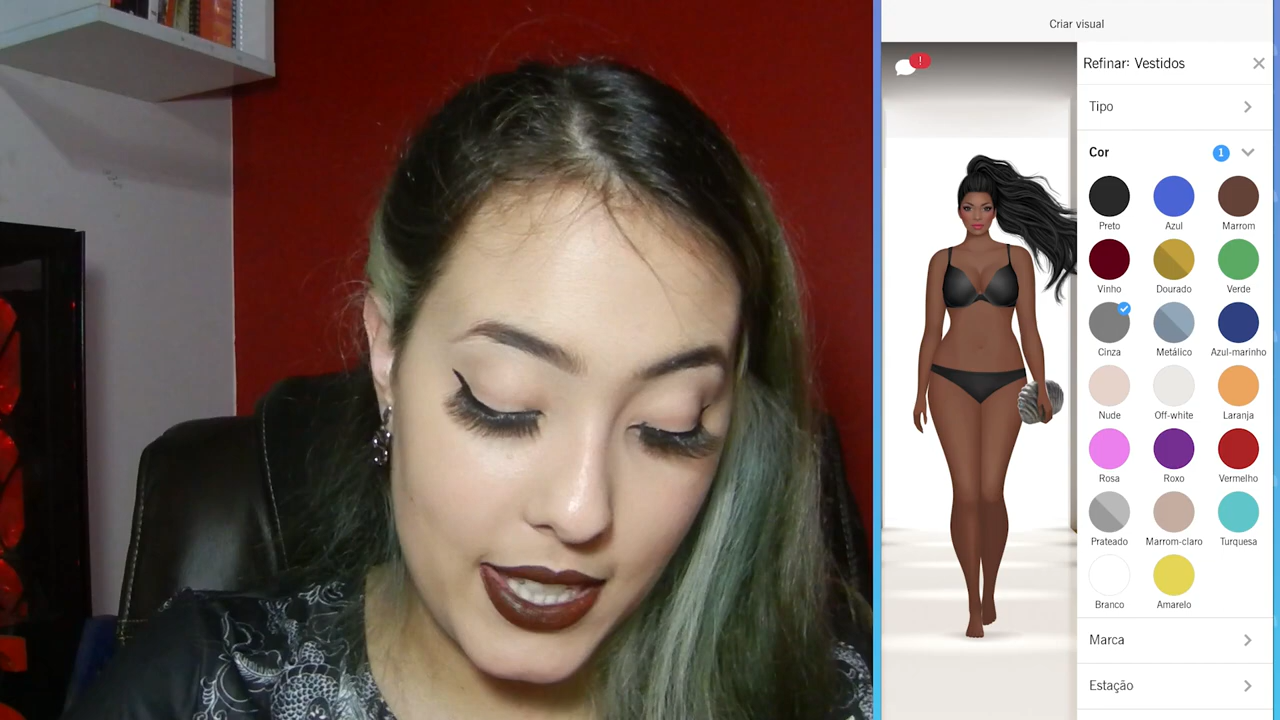 Criar visual
!
Refinar: Vestidos
Tipo
Cor 1
Preto Azul Marrom
Vinho Dourado Verde
Cinza Metálico Azul-marinho
Nude Off-white Laranja
Rosa Roxo Vermelho
Prateado Marrom-claro Turquesa
Branco Amarelo
Marca
Estação